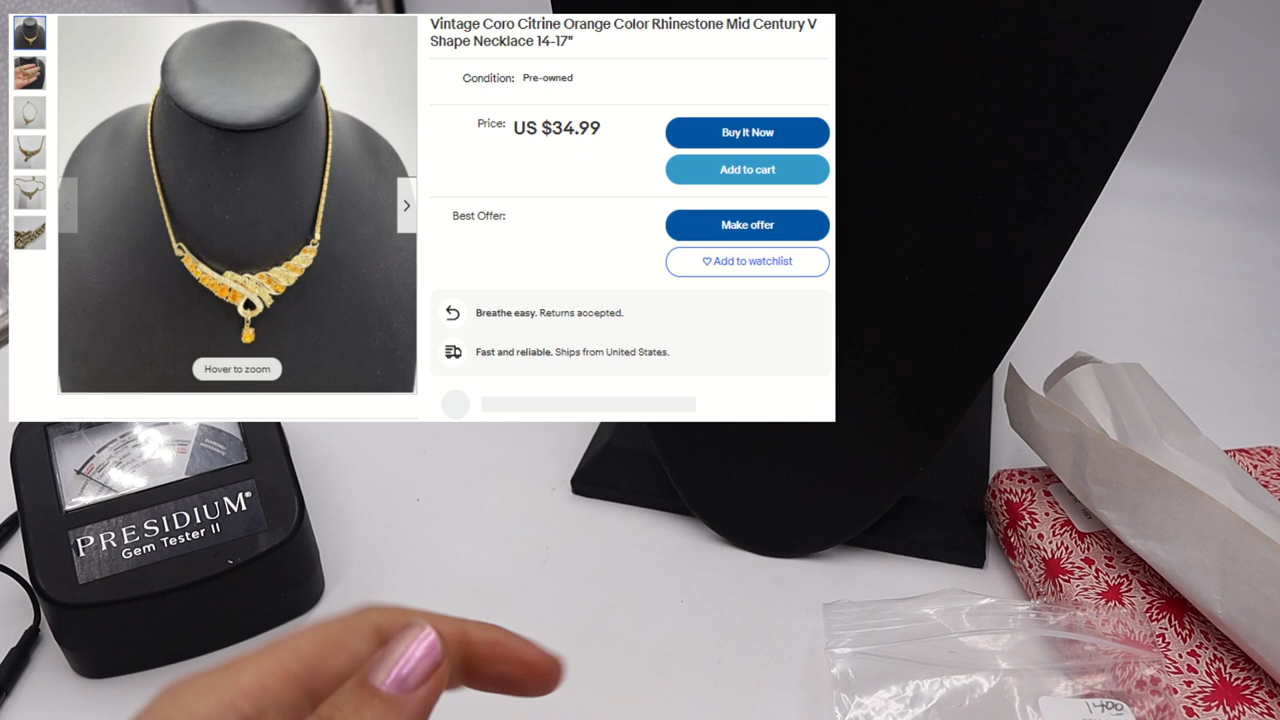 Vintage Coro Citrine Orange Color Rhinestone Mid Century V
Shape Necklace 14-17"
Condition: Pre-owned
Price: US $34.99
Buy It Now
Add to cart
Best Offer:
Make offer
Add to watchlist
Breathe easy. Returns accepted.
Fast and reliable. Ships from United States.
Hover to zoom
PRESIDIUM®
Gem Tester II
1400